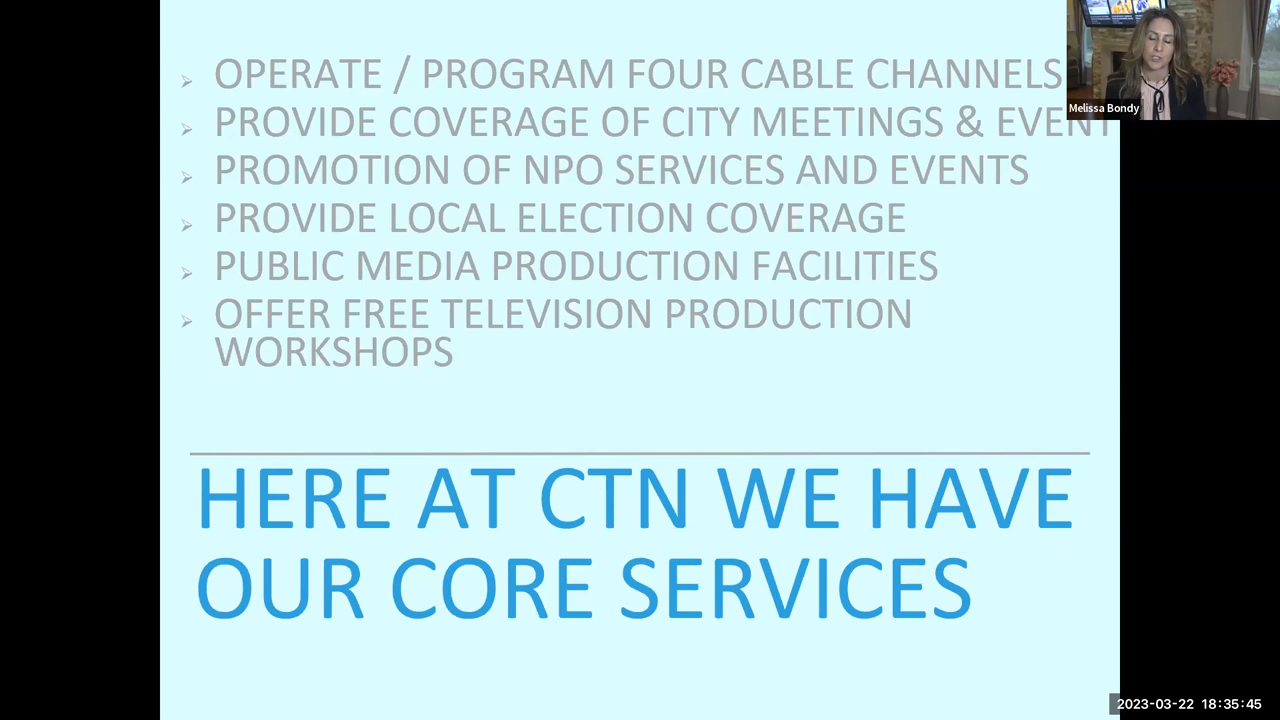 OPERATE / PROGRAM FOUR CABLE CHANNELS
PROVIDE COVERAGE OF CITY MEETINGS & EVENT
PROMOTION OF NPO SERVICES AND EVENTS
PROVIDE LOCAL ELECTION COVERAGE
PUBLIC MEDIA PRODUCTION FACILITIES
OFFER FREE TELEVISION PRODUCTION
WORKSHOPS
HERE AT CTN WE HAVE
OUR CORE SERVICES
Melissa Bondy
2023-03-22 18:35:45